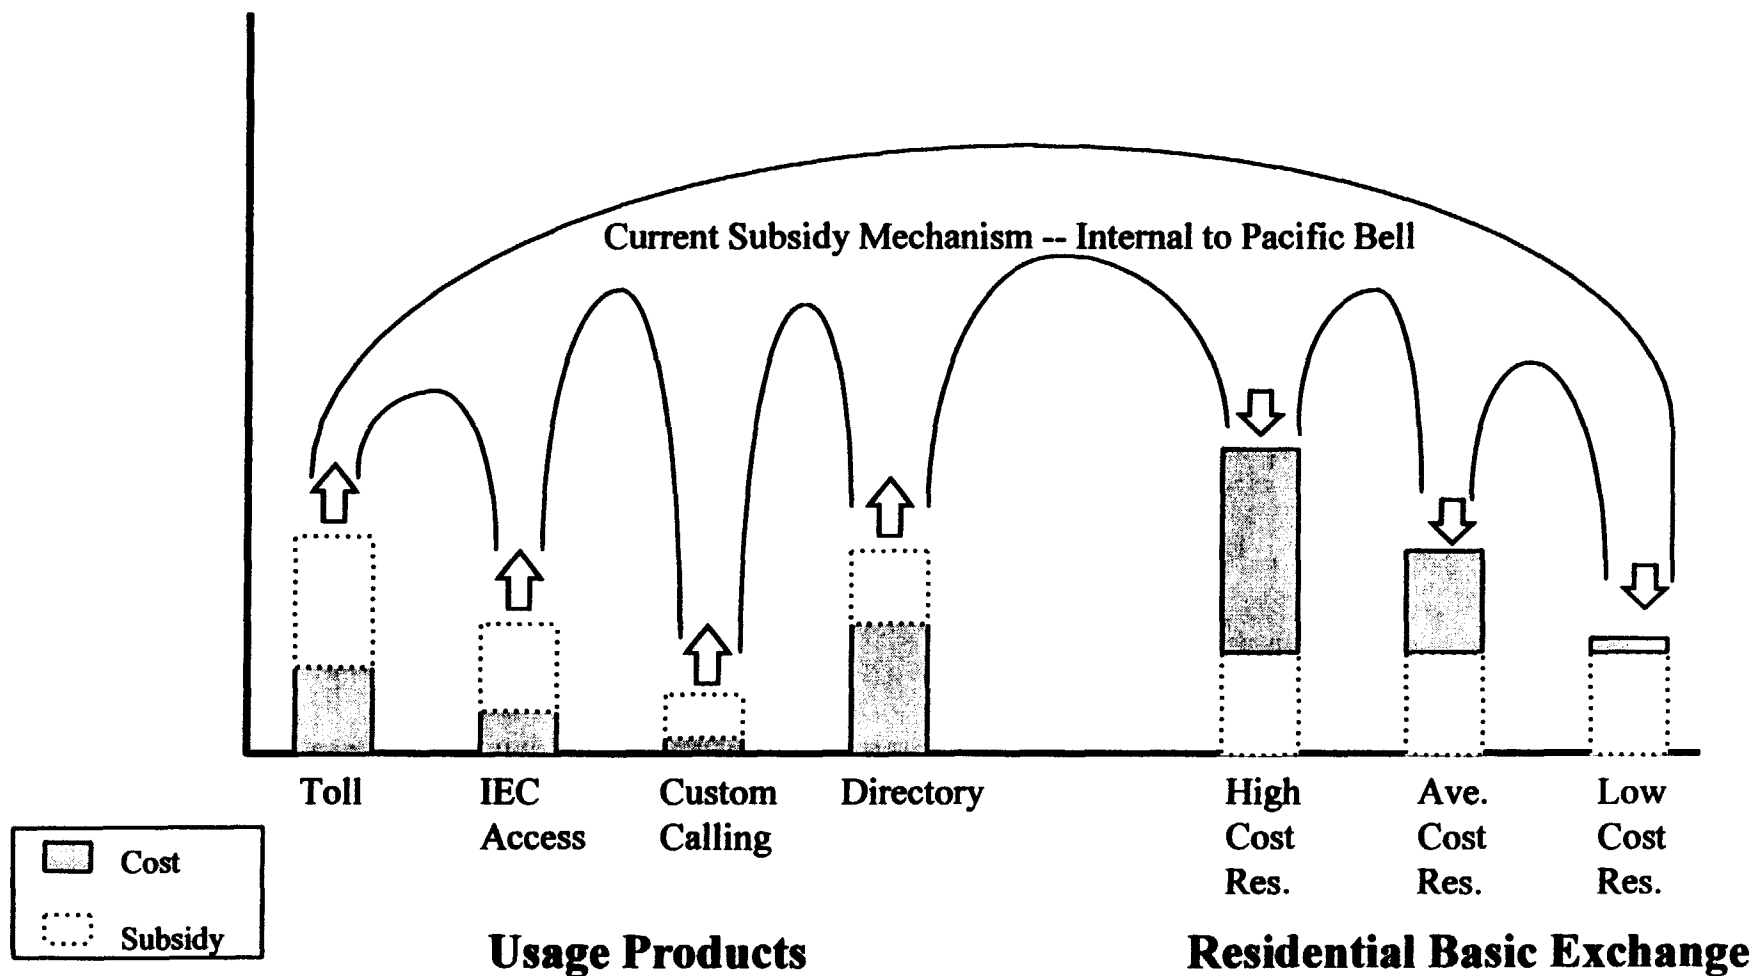 Current Subsidy Mechanism -- Internal to Pacific Bell
Toll
IEC
Access
Custom
Calling
Directory
High
Cost
Res.
Ave.
Cost
Res.
Low
Cost
Res.
Cost
Subsidy
Usage Products
Residential Basic Exchange